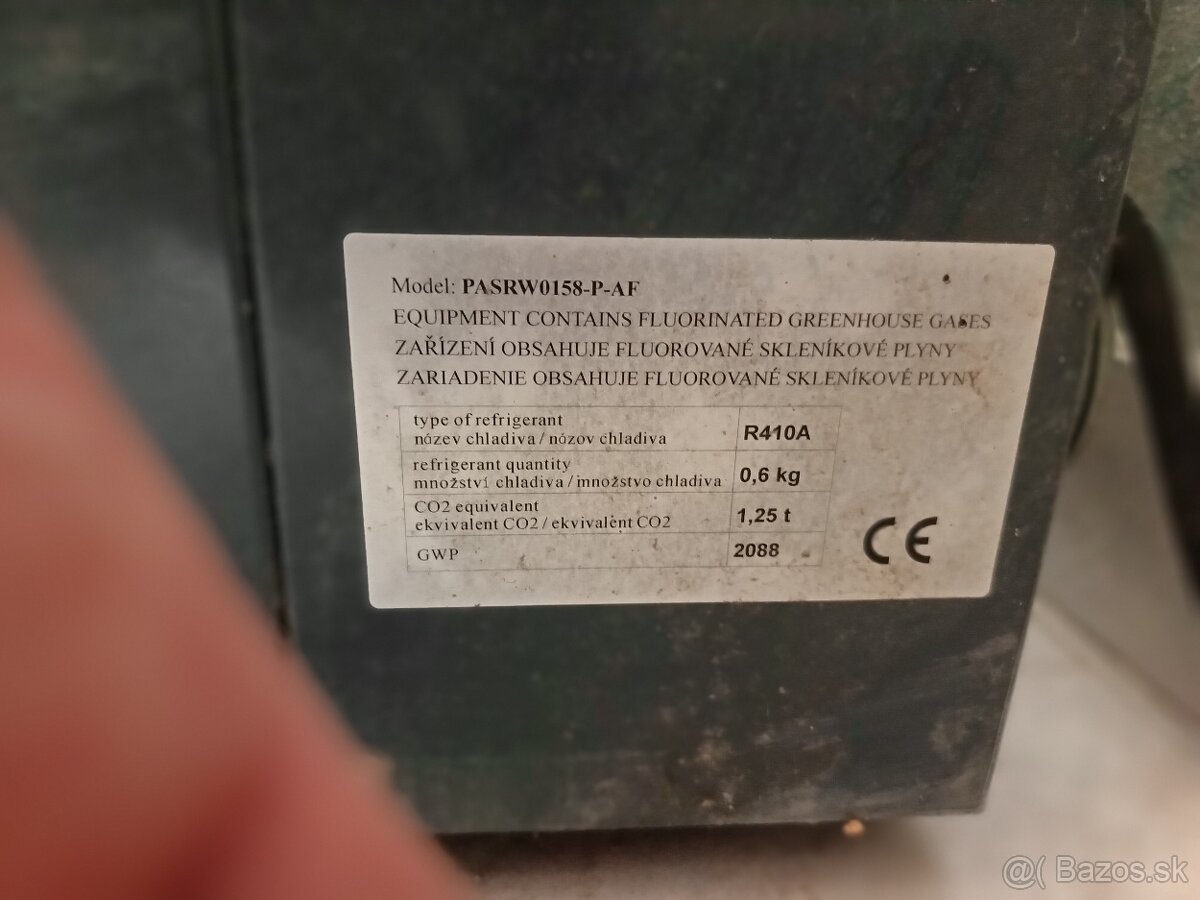 Model: PASRW0158-P-AF
EQUIPMENT CONTAINS FLUORINATED GREENHOUSE GASES
ZAŘÍZENÍ OBSAHUJE FLUOROVANÉ SKLENÍKOVÉ PLYNY
ZARIADENIE OBSAHUJE FLUOROVANÉ SKLENÍKOVÉ PLYNY
type of refrigerant
název chladiva / názov chladiva R410A
refrigerant quantity
množství chladiva / množstvo chladiva 0,6 kg
CO2 equivalent
ekvivalent CO2 / ekvivalent CO2 1,25 t
GWP 2088
CE
@( Bazos.sk